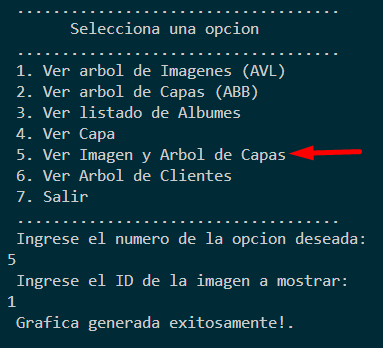 .....................................
Selecciona una opcion
.....................................
1. Ver arbol de Imagenes (AVL)
2. Ver arbol de Capas (ABB)
3. Ver listado de Albumes
4. Ver Capa
5. Ver Imagen y Arbol de Capas
6. Ver Arbol de Clientes
7. Salir
.....................................
Ingrese el numero de la opcion deseada:
5
Ingrese el ID de la imagen a mostrar:
1
Grafica generada exitosamente!.